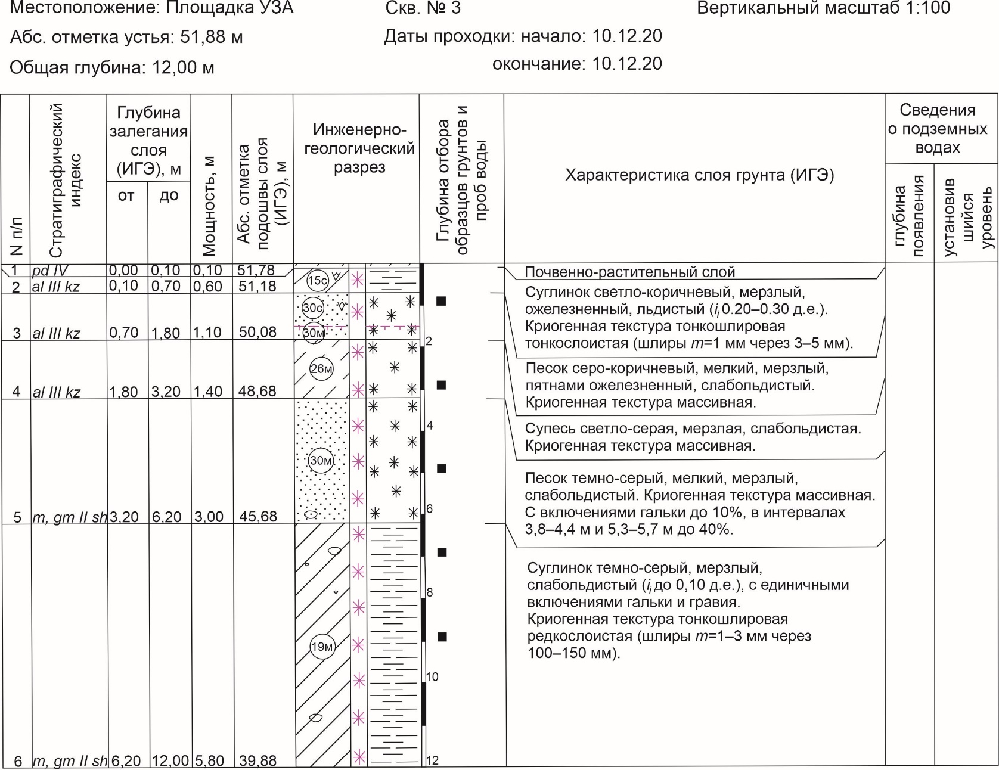 Местоположение: Площадка УЗА
Скв. № 3
Вертикальный масштаб 1:100
Абс. отметка устья: 51,88 м
Даты проходки: начало: 10.12.20
Общая глубина: 12,00 м
окончание: 10.12.20
N п/п
Стратиграфический
индекс
Глубина
залегания
слоя
(ИГЭ), м
от
до
Мощность, м
Абс. отметка
подошвы слоя
(ИГЭ), м
Инженерно-
геологический
разрез
Глубина отбора
образцов грунтов и
проб воды
Характеристика слоя грунта (ИГЭ)
Сведения
о подземных
водах
глубина
появления
установив
шийся
уровень
1 pd IV 0,00 0,10 0,10 51,78
Почвенно-растительный слой
2 al III kz 0,10 0,70 0,60 51,18
15с
Суглинок светло-коричневый, мерзлый,
ожелезненный, льдистый (ii 0.20–0.30 д.е.).
Криогенная текстура тонкошлировая
тонкослоистая (шлиры m=1 мм через 3–5 мм).
3 al III kz 0,70 1,80 1,10 50,08
30с
30м
2
Песок серо-коричневый, мелкий, мерзлый,
пятнами ожелезненный, слабольдистый.
Криогенная текстура массивная.
4 al III kz 1,80 3,20 1,40 48,68
26м
Супесь светло-серая, мерзлая, слабольдистая.
Криогенная текстура массивная.
5 m, gm II sh 3,20 6,20 3,00 45,68
30м
4
6
Песок темно-серый, мелкий, мерзлый,
слабольдистый. Криогенная текстура массивная.
С включениями гальки до 10%, в интервалах
3,8–4,4 м и 5,3–5,7 м до 40%.
6 m, gm II sh 6,20 12,00 5,80 39,88
19м
8
10
12
Суглинок темно-серый, мерзлый,
слабольдистый (ii до 0,10 д.е.), с единичными
включениями гальки и гравия.
Криогенная текстура тонкошлировая
редкослоистая (шлиры m=1–3 мм через
100–150 мм).